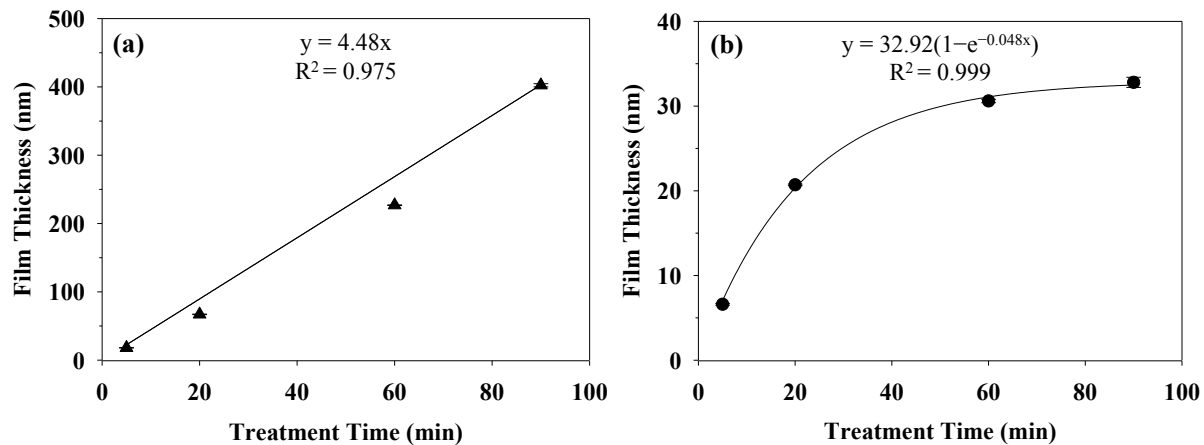 (a)
y = 4.48x
R² = 0.975
500
400
300
200
100
0
Film Thickness (nm)
0 20 40 60 80 100
Treatment Time (min)
(b)
y = 32.92(1−e⁻⁰·⁰⁴⁸ˣ)
R² = 0.999
40
30
20
10
0
Film Thickness (nm)
0 20 40 60 80 100
Treatment Time (min)